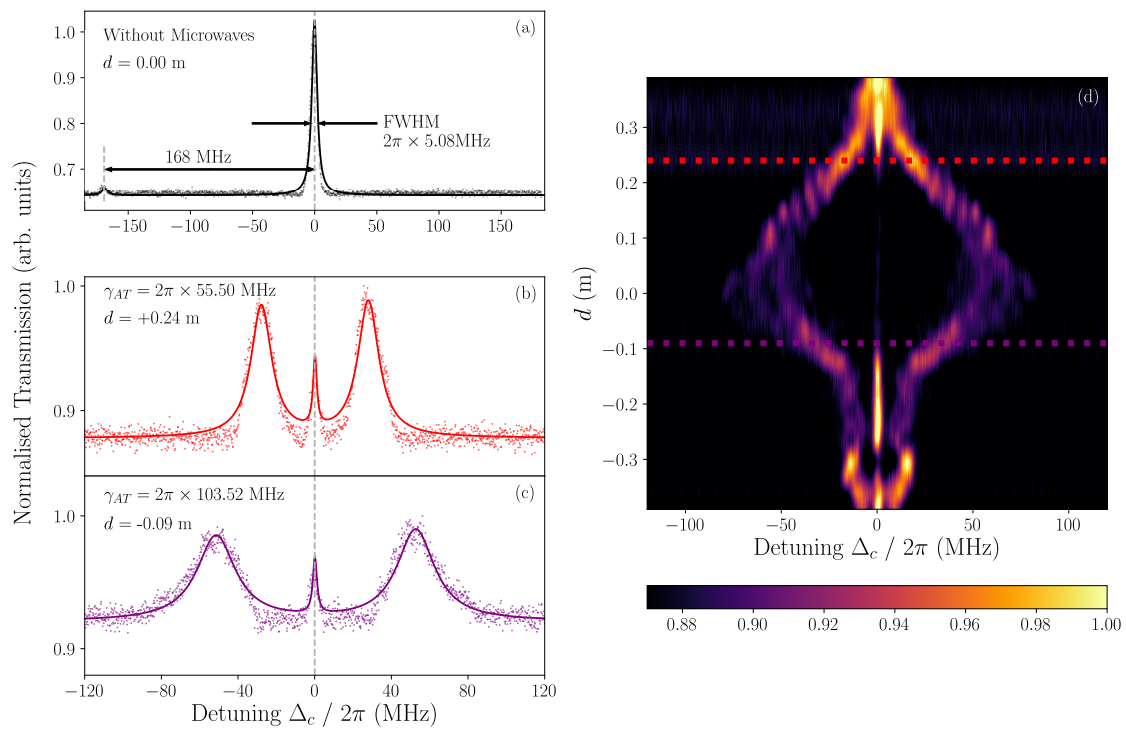 Normalised Transmission (arb. units)
(a)
Without Microwaves
d = 0.00 m
FWHM
2π × 5.08MHz
168 MHz
1.0
0.9
0.8
0.7
−150 −100 −50 0 50 100 150
(b)
γ_AT = 2π × 55.50 MHz
d = +0.24 m
1.0
0.9
(c)
γ_AT = 2π × 103.52 MHz
d = -0.09 m
1.0
0.9
−120 −80 −40 0 40 80 120
Detuning Δ_c / 2π (MHz)
(d)
d (m)
0.3
0.2
0.1
0.0
−0.1
−0.2
−0.3
−100 −50 0 50 100
Detuning Δ_c / 2π (MHz)
0.88 0.90 0.92 0.94 0.96 0.98 1.00